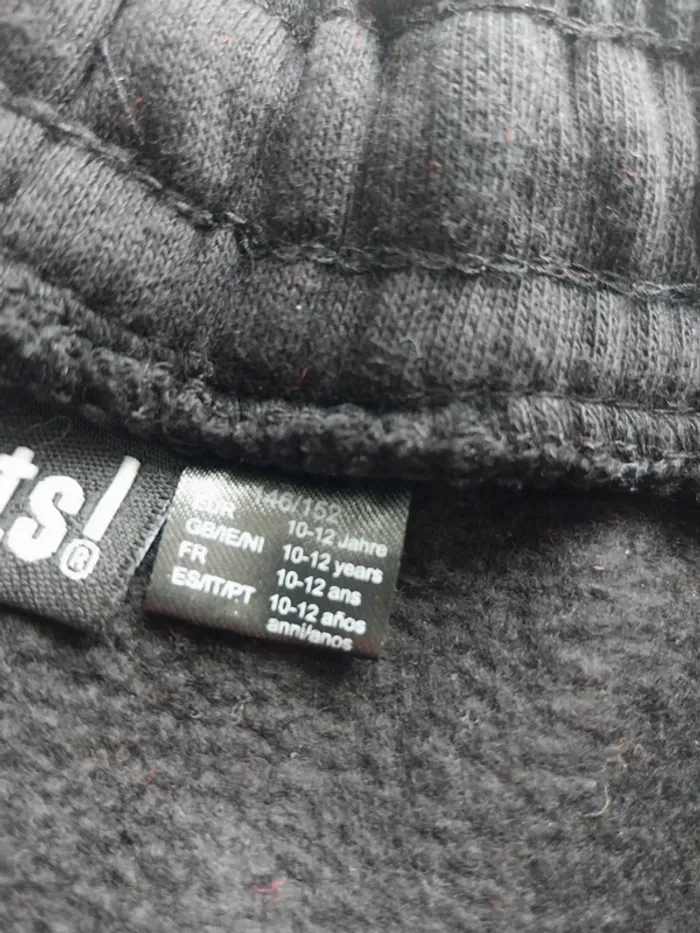 ts!®
146/152
EUR 10-12 Jahre
GB/IE/NI 10-12 years
FR 10-12 ans
ES/IT/PT 10-12 años
anni/anos